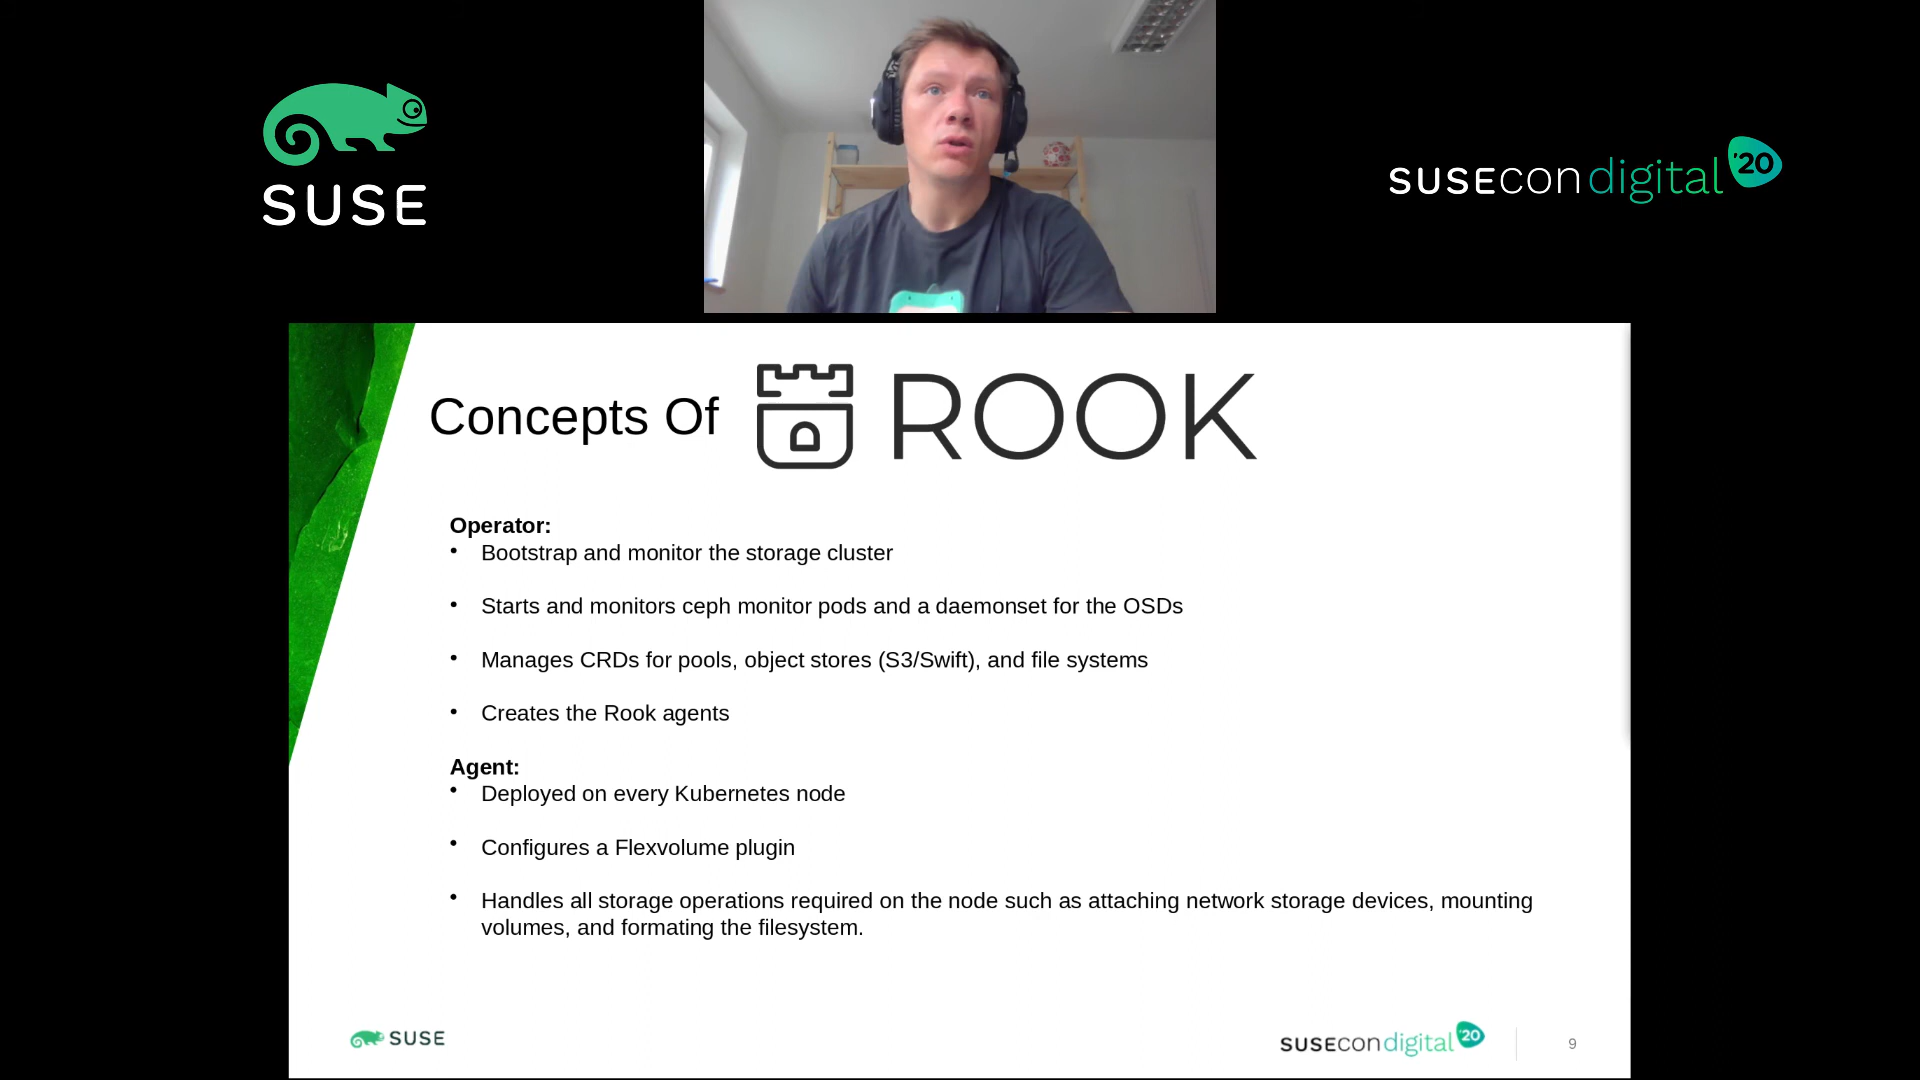 SUSE
SUSEcon digital '20
Concepts Of ROOK
Operator:
• Bootstrap and monitor the storage cluster
• Starts and monitors ceph monitor pods and a daemonset for the OSDs
• Manages CRDs for pools, object stores (S3/Swift), and file systems
• Creates the Rook agents
Agent:
• Deployed on every Kubernetes node
• Configures a Flexvolume plugin
• Handles all storage operations required on the node such as attaching network storage devices, mounting
volumes, and formating the filesystem.
SUSE
SUSEcon digital '20
9